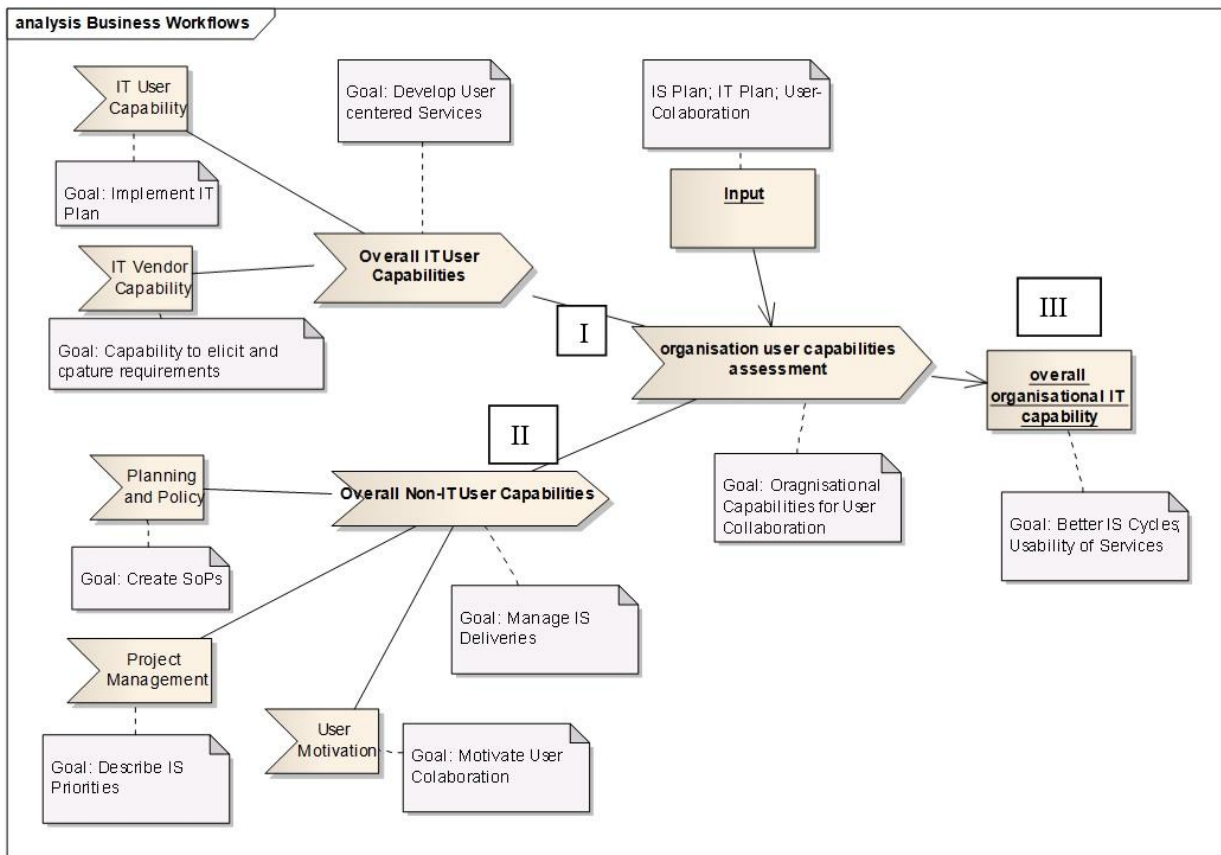 analysis Business Workflows
IT User
Capability
Goal: Implement IT
Plan
Goal: Develop User
centered Services
IS Plan; IT Plan; User-
Colaboration
Input
IT Vendor
Capability
Goal: Capability to elicit and
cpature requirements
Overall IT User
Capabilities
I
organisation user capabilities
assessment
III
overall
organisational IT
capability
II
Planning
and Policy
Goal: Create SoPs
Overall Non-IT User Capabilities
Goal: Oragnisational
Capabilities for User
Collaboration
Goal: Better IS Cycles;
Usability of Services
Goal: Manage IS
Deliveries
Project
Management
Goal: Describe IS
Priorities
User
Motivation
Goal: Motivate User
Colaboration